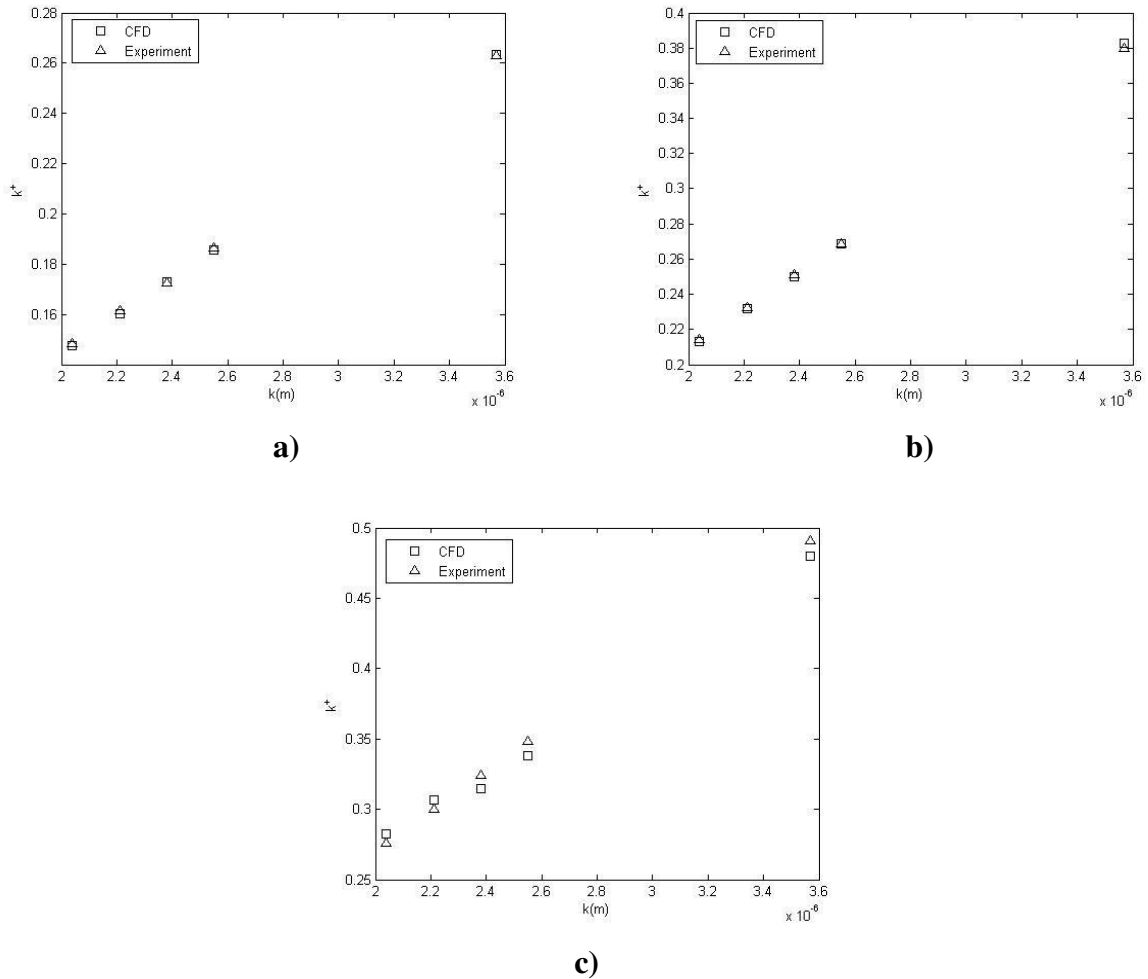 0.28
CFD
Experiment
0.26
0.24
0.22
0.2
0.18
0.16
k+
2 2.2 2.4 2.6 2.8 3 3.2 3.4 3.6
k(m)
x 10-6
a)
0.4
CFD
Experiment
0.38
0.36
0.34
0.32
0.3
0.28
0.26
0.24
0.22
0.2
k+
2 2.2 2.4 2.6 2.8 3 3.2 3.4 3.6
k(m)
x 10-6
b)
0.5
CFD
Experiment
0.45
0.4
0.35
0.3
0.25
k+
2 2.2 2.4 2.6 2.8 3 3.2 3.4 3.6
k(m)
x 10-6
c)